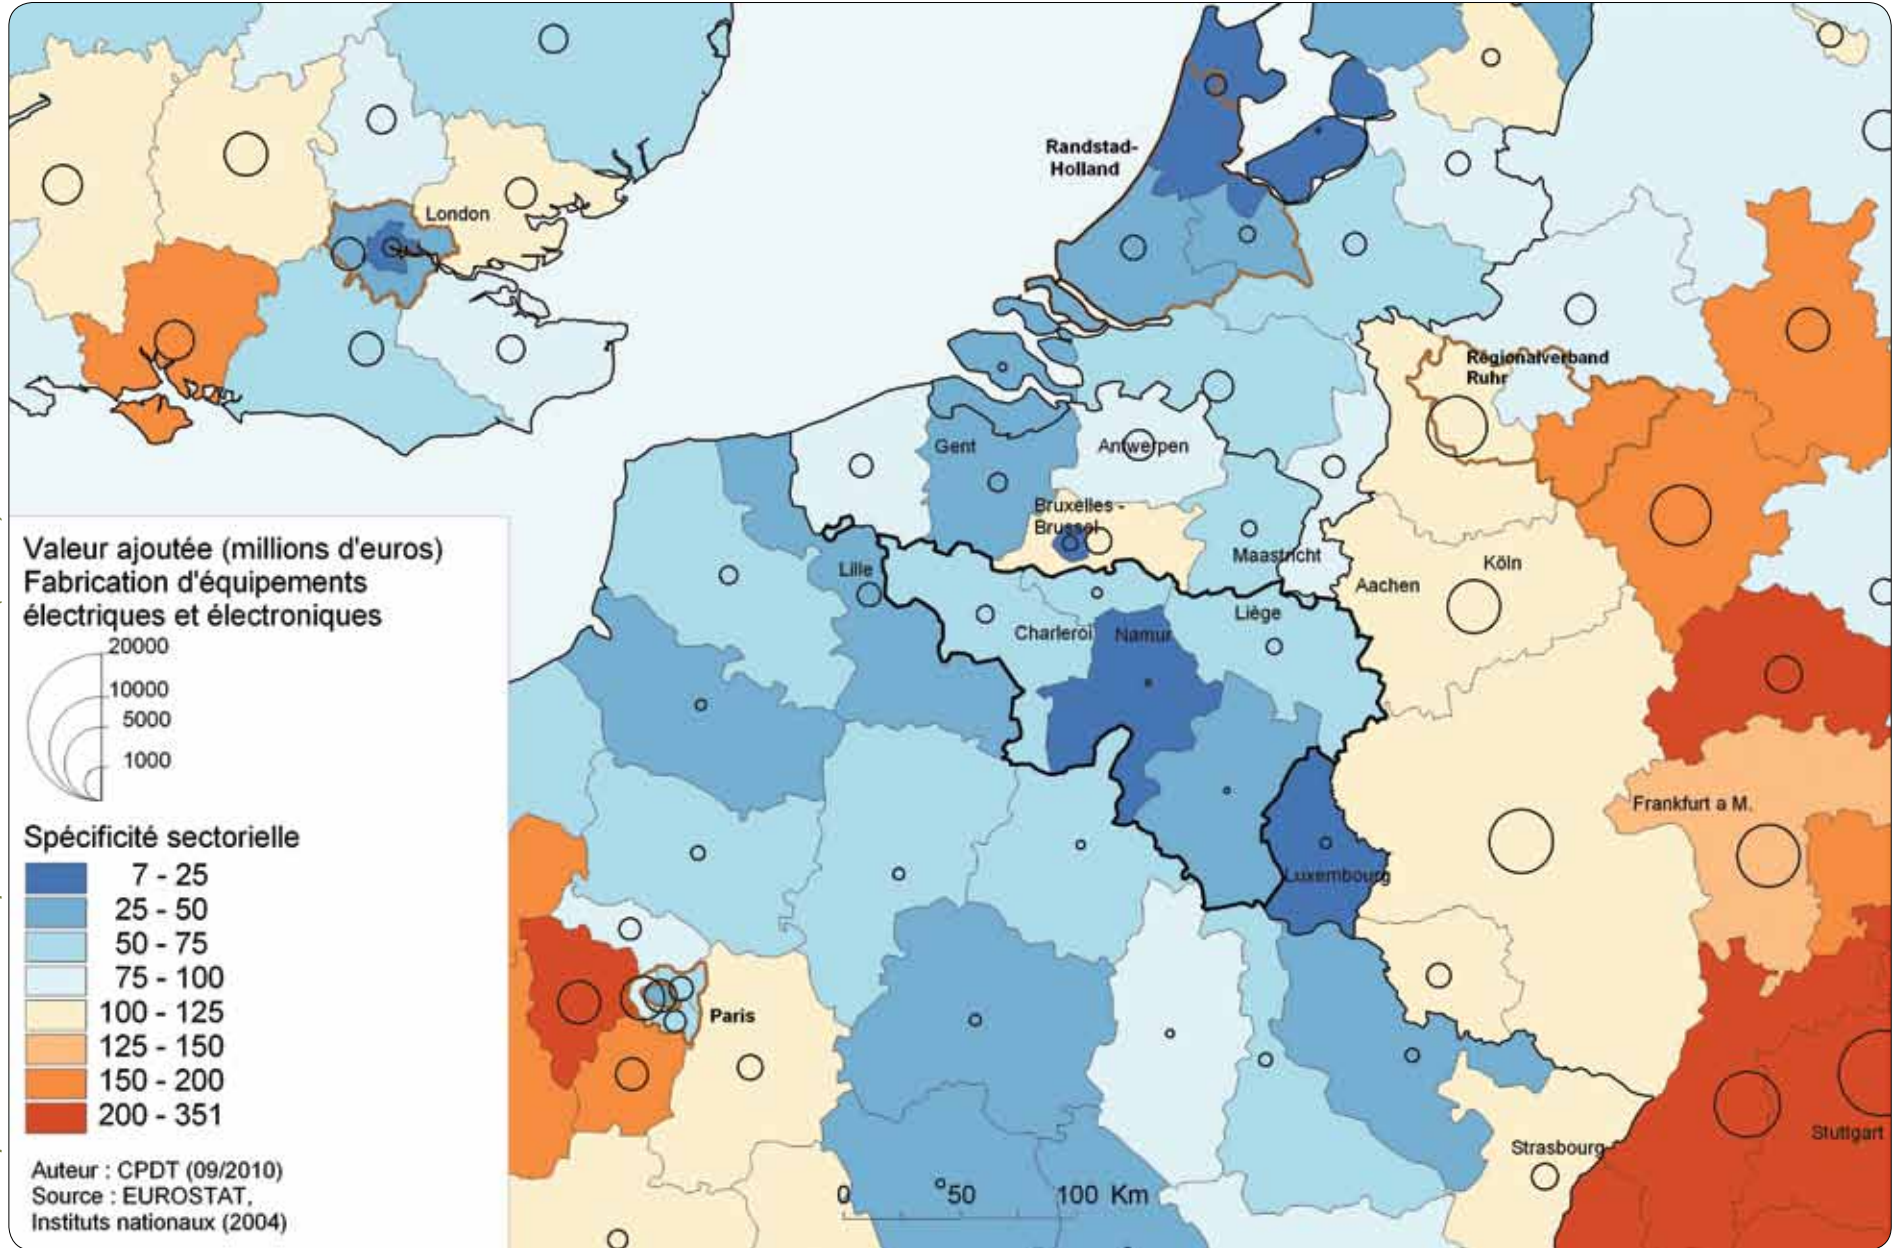 Randstad-
Holland
London
Régionalverband
Ruhr
Gent
Antwerpen
Bruxelles -
Brussel
Maastricht
Köln
Aachen
Lille
Liège
Charleroi
Namur
Frankfurt a M.
Luxembourg
Paris
Strasbourg
Stuttgart
Valeur ajoutée (millions d'euros)
Fabrication d'équipements
électriques et électroniques
20000
10000
5000
1000
Spécificité sectorielle
7 - 25
25 - 50
50 - 75
75 - 100
100 - 125
125 - 150
150 - 200
200 - 351
Auteur : CPDT (09/2010)
Source : EUROSTAT,
Instituts nationaux (2004)
0 50 100 Km